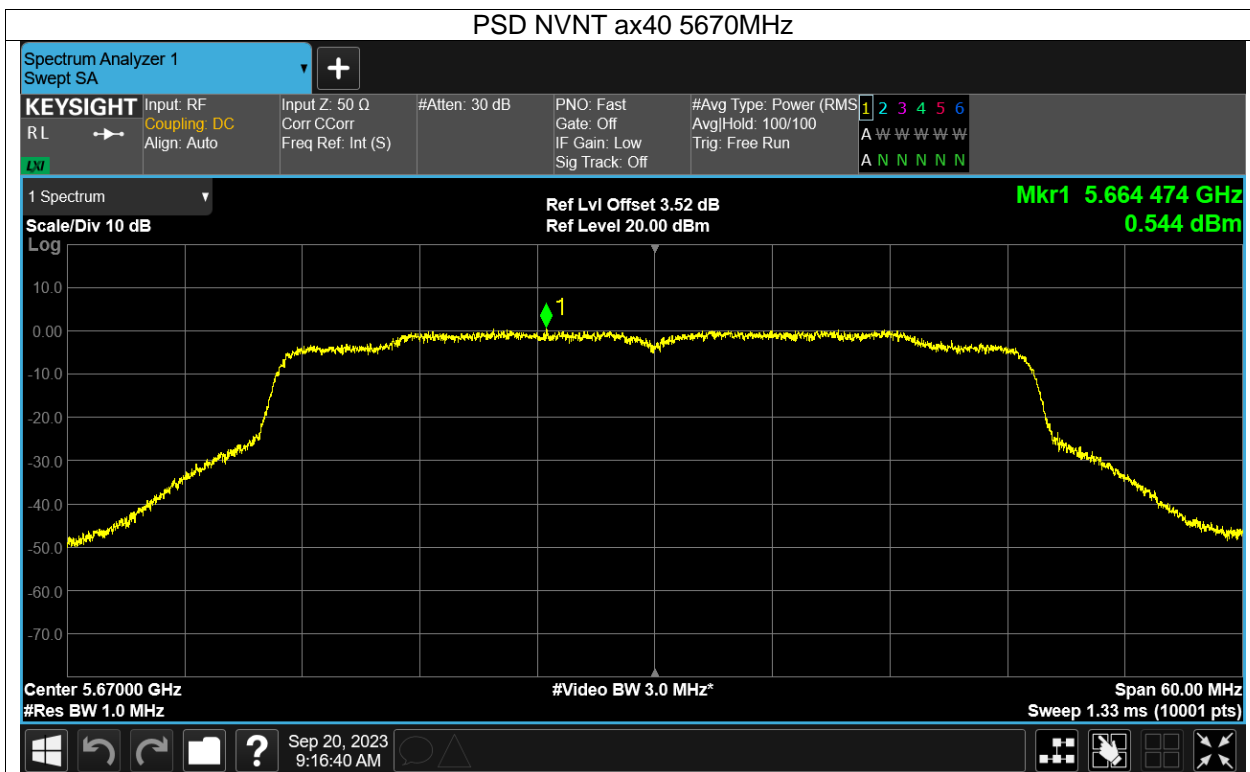 PSD NVNT ax40 5670MHz
Spectrum Analyzer 1
Swept SA
KEYSIGHT
RL
LXI
Input: RF
Coupling: DC
Align: Auto
Input Z: 50 Ω
Corr CCorr
Freq Ref: Int (S)
#Atten: 30 dB
PNO: Fast
Gate: Off
IF Gain: Low
Sig Track: Off
#Avg Type: Power (RMS
Avg|Hold: 100/100
Trig: Free Run
1 2 3 4 5 6
A W W W W W
A N N N N N
1 Spectrum
Scale/Div 10 dB
Log
Ref Lvl Offset 3.52 dB
Ref Level 20.00 dBm
Mkr1 5.664 474 GHz
0.544 dBm
1
10.0
0.00
-10.0
-20.0
-30.0
-40.0
-50.0
-60.0
-70.0
Center 5.67000 GHz
#Res BW 1.0 MHz
#Video BW 3.0 MHz*
Span 60.00 MHz
Sweep 1.33 ms (10001 pts)
?
Sep 20, 2023
9:16:40 AM